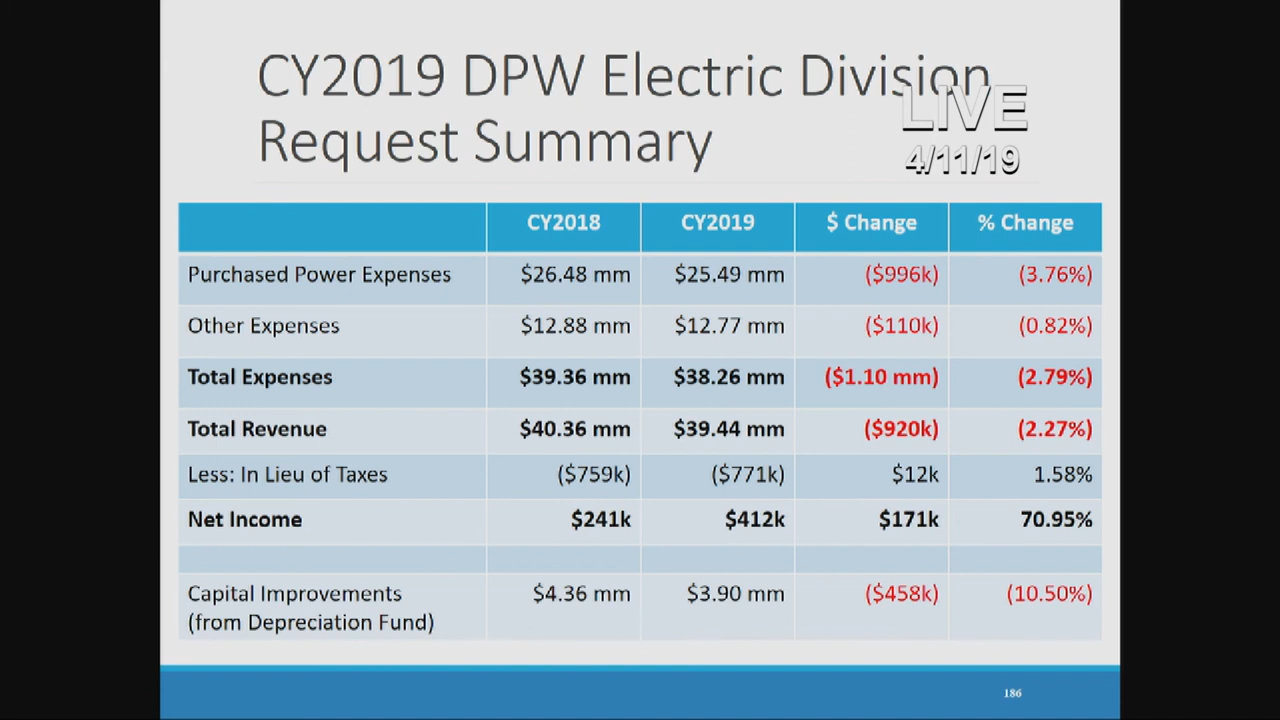 CY2019 DPW Electric Division
Request Summary
LIVE
4/11/19
CY2018 CY2019 $ Change % Change
Purchased Power Expenses $26.48 mm $25.49 mm ($996k) (3.76%)
Other Expenses $12.88 mm $12.77 mm ($110k) (0.82%)
Total Expenses $39.36 mm $38.26 mm ($1.10 mm) (2.79%)
Total Revenue $40.36 mm $39.44 mm ($920k) (2.27%)
Less: In Lieu of Taxes ($759k) ($771k) $12k 1.58%
Net Income $241k $412k $171k 70.95%
Capital Improvements $4.36 mm $3.90 mm ($458k) (10.50%)
(from Depreciation Fund)
186